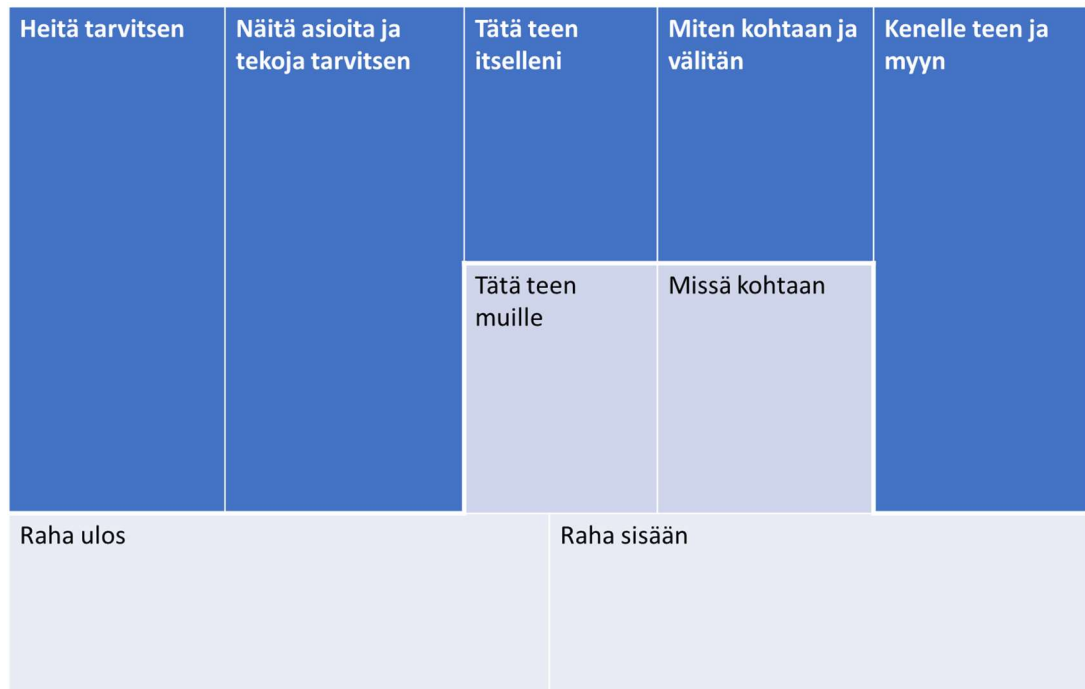 Heitä tarvitsen
Näitä asioita ja
tekoja tarvitsen
Tätä teen
itselleni
Miten kohtaan ja
välitän
Kenelle teen ja
myyn
Tätä teen
muille
Missä kohtaan
Raha ulos
Raha sisään